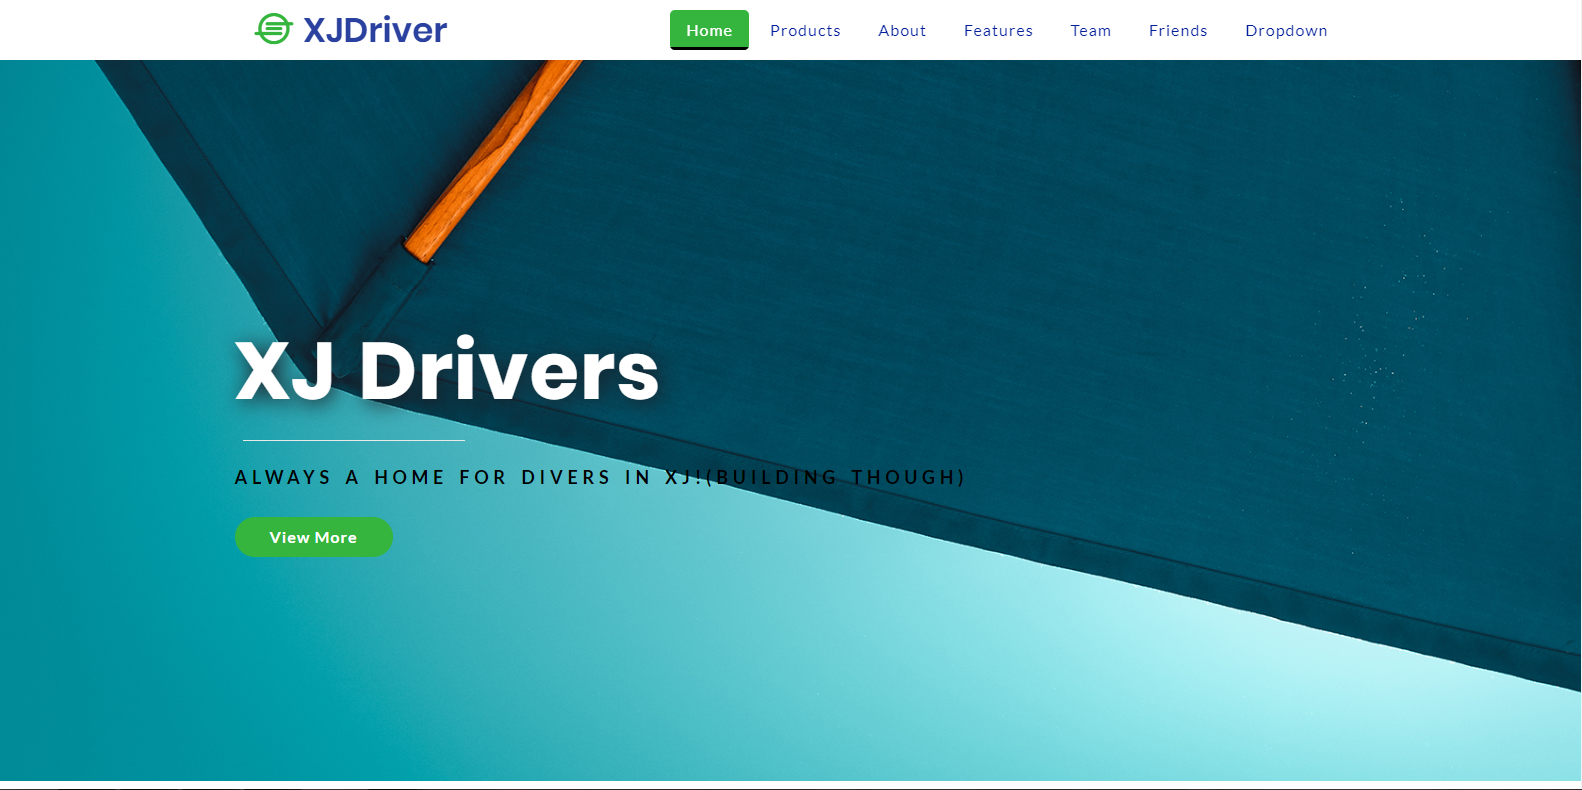 XJDriver
Home Products About Features Team Friends Dropdown
XJ Drivers
ALWAYS A HOME FOR DIVERS IN XJ!(BUILDING THOUGH)
View More